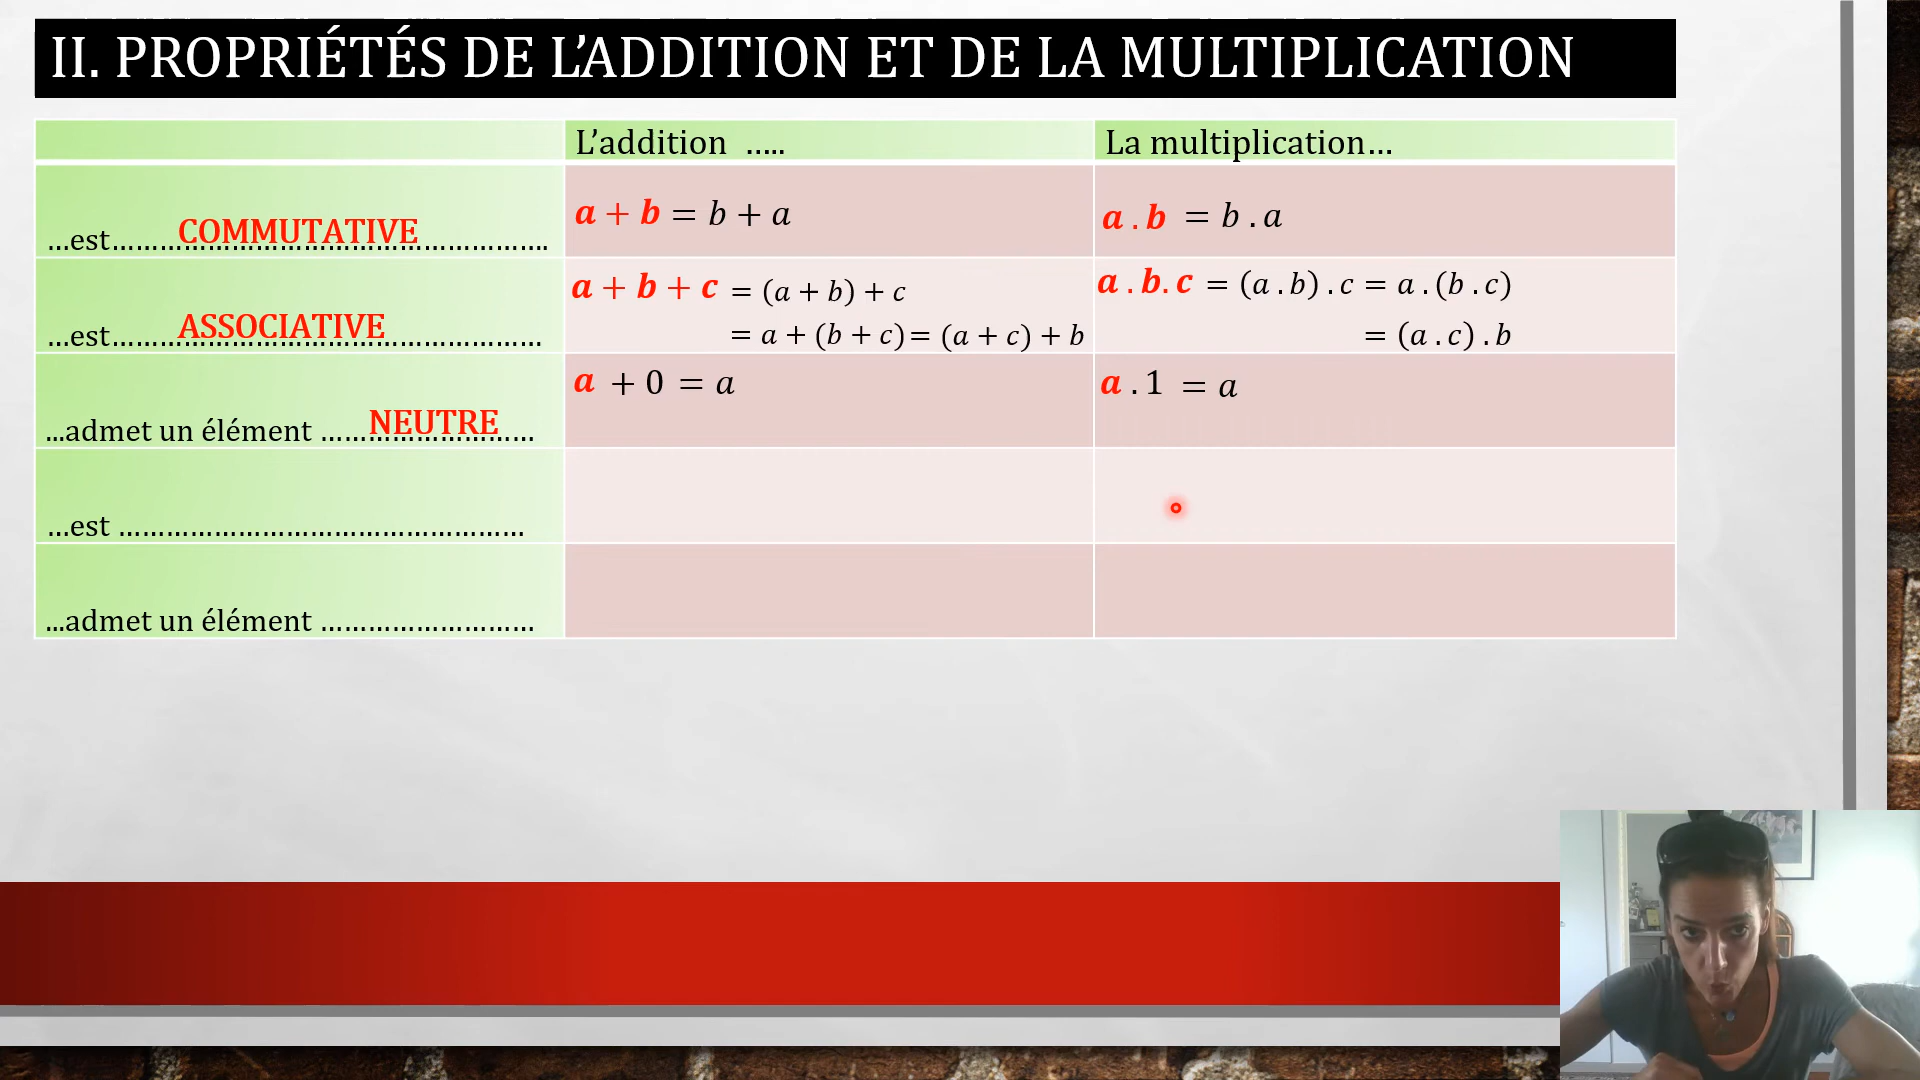 II. PROPRIÉTÉS DE L’ADDITION ET DE LA MULTIPLICATION
L’addition ….. La multiplication…
…est COMMUTATIVE……………………………………………….
a + b = b + a
a . b = b . a
…est ASSOCIATIVE………………………………………………
a + b + c = (a + b) + c
= a + (b + c) = (a + c) + b
a . b. c = (a . b) . c = a . (b . c)
= (a . c) . b
...admet un élément NEUTRE………………………
a + 0 = a
a . 1 = a
…est ……………………………………………
...admet un élément ………………………